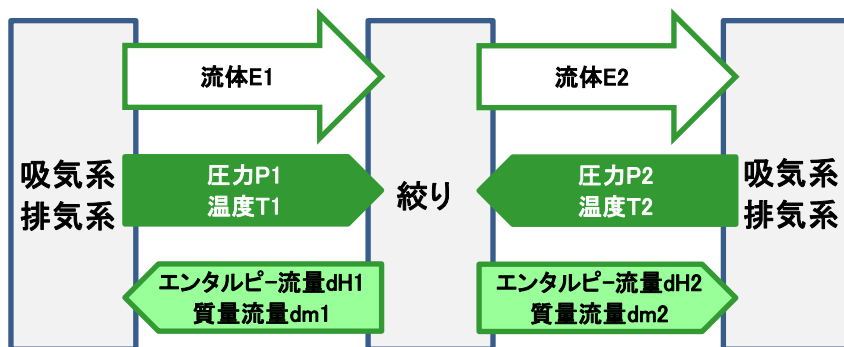 流体E1
流体E2
吸気系
排気系
圧力P1
温度T1
絞り
圧力P2
温度T2
吸気系
排気系
エンタルピー流量dH1
質量流量dm1
エンタルピー流量dH2
質量流量dm2